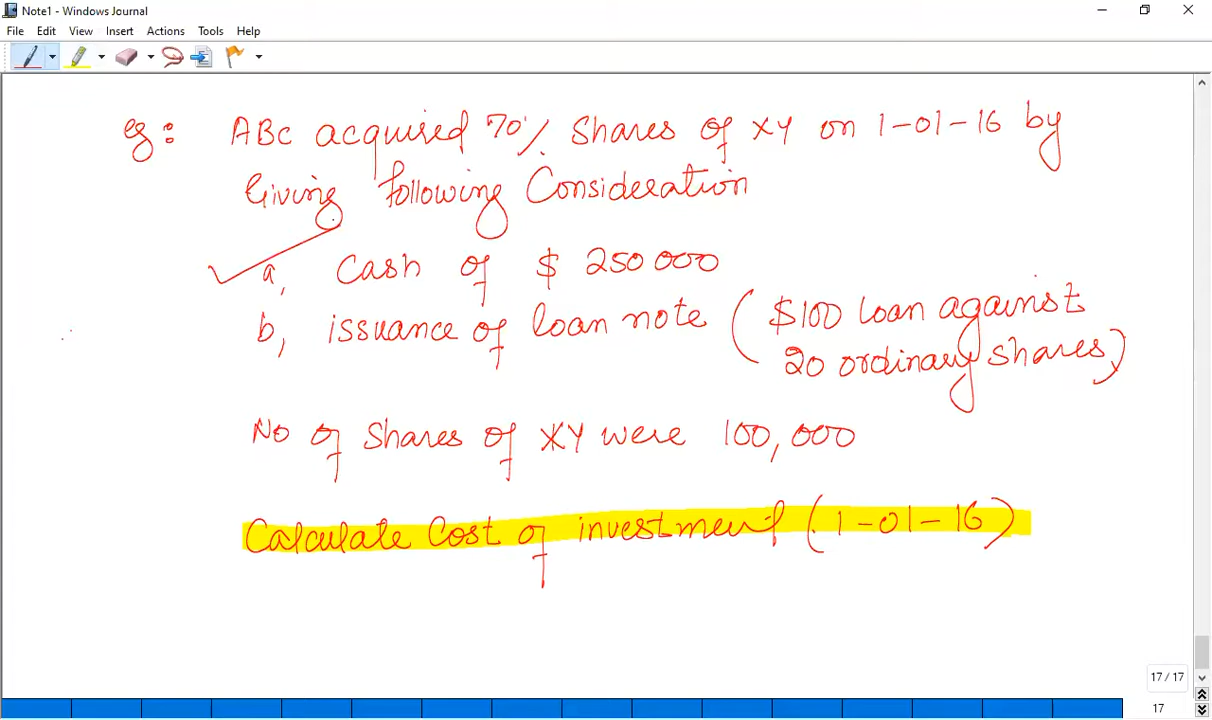 Note1 - Windows Journal
File Edit View Insert Actions Tools Help
eg: ABC acquired 70% Shares of XY on 1-01-16 by
Giving following Consideration
a, Cash of $ 250 000
b, issuance of loan note ($100 loan against
20 ordinary shares)
No of Shares of XY were 100,000
Calculate Cost of investment (1-01-16)
17 / 17
17